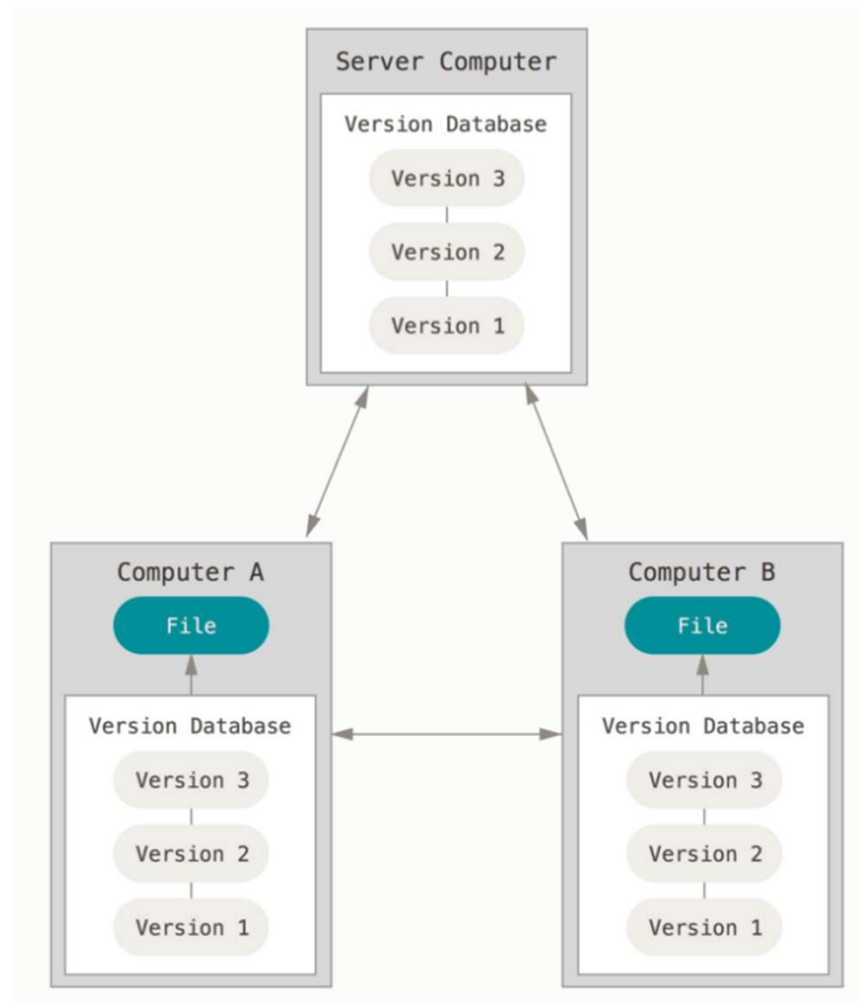 Server Computer
Version Database
Version 3
Version 2
Version 1
Computer A
File
Version Database
Version 3
Version 2
Version 1
Computer B
File
Version Database
Version 3
Version 2
Version 1